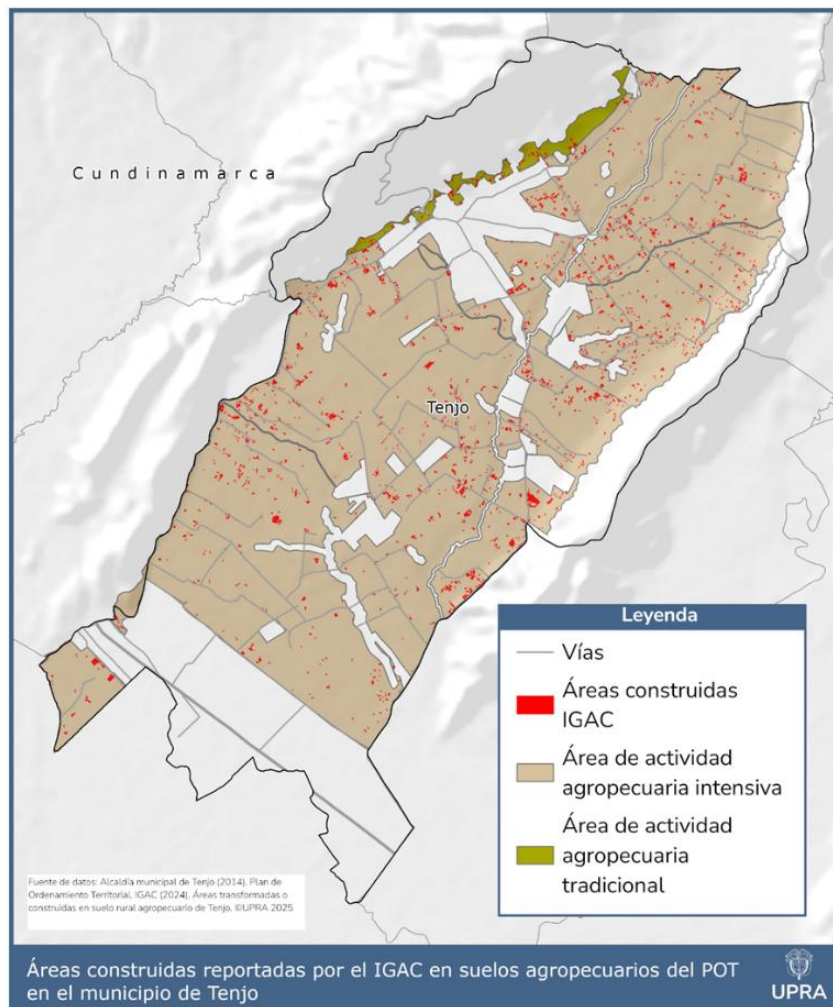 Cundinamarca
Tenjo
Leyenda
Vías
Áreas construidas
IGAC
Área de actividad
agropecuaria intensiva
Área de actividad
agropecuaria
tradicional
Fuente de datos: Alcaldía municipal de Tenjo (2014). Plan de
Ordenamiento Territorial. IGAC (2024). Áreas transformadas o
construidas en suelo rural agropecuario de Tenjo. ©UPRA 2025
Áreas construidas reportadas por el IGAC en suelos agropecuarios del POT
en el municipio de Tenjo
UPRA